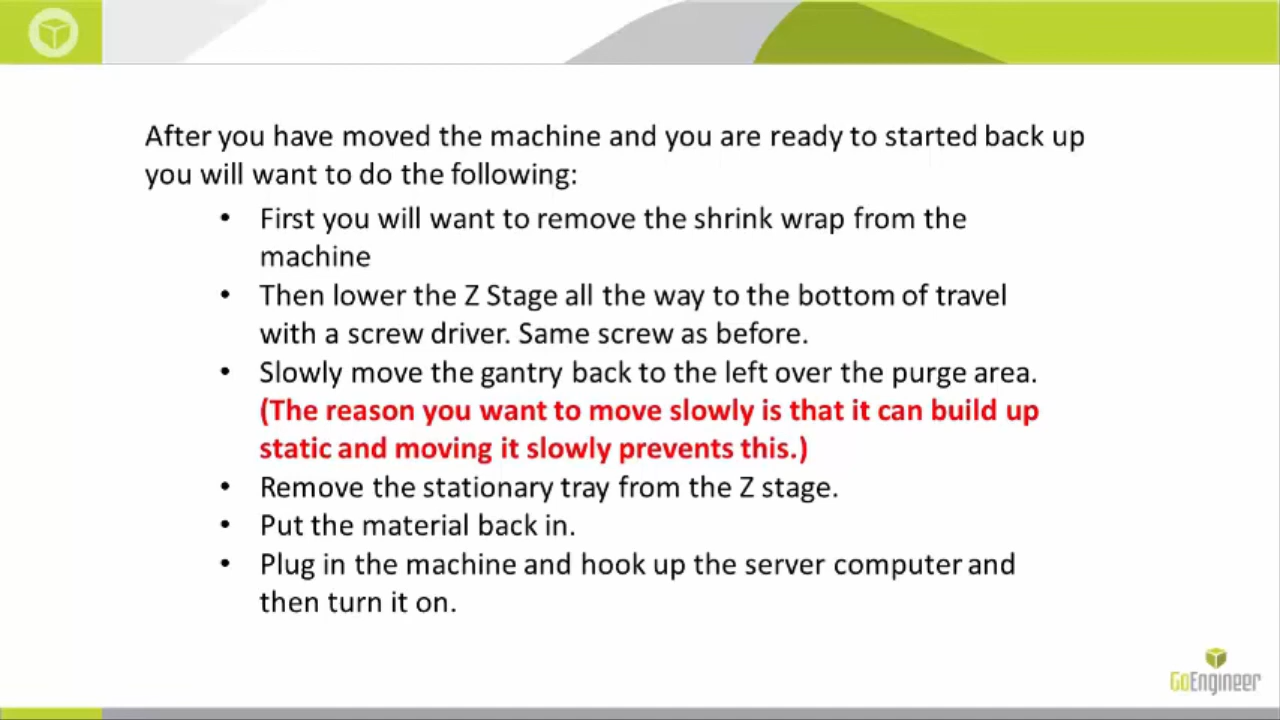 After you have moved the machine and you are ready to started back up
you will want to do the following:
• First you will want to remove the shrink wrap from the
machine
• Then lower the Z Stage all the way to the bottom of travel
with a screw driver. Same screw as before.
• Slowly move the gantry back to the left over the purge area.
(The reason you want to move slowly is that it can build up
static and moving it slowly prevents this.)
• Remove the stationary tray from the Z stage.
• Put the material back in.
• Plug in the machine and hook up the server computer and
then turn it on.
GoEngineer